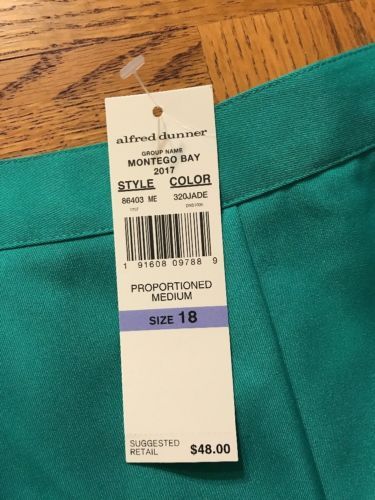 alfred dunner
GROUP NAME
MONTEGO BAY
2017
STYLE COLOR
86403 ME 320JADE
1 91608 09788 9
PROPORTIONED
MEDIUM
SIZE 18
SUGGESTED
RETAIL $48.00